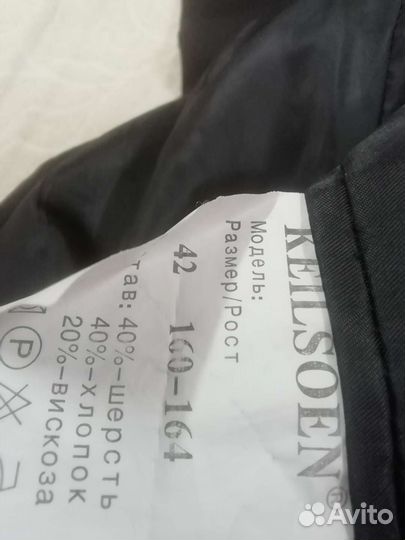 KEILSOEN®
Модель:
Размер/Рост
42 160-164
тав: 40%-шерсть
40%-хлопок
20%-вискоза
P
Avito